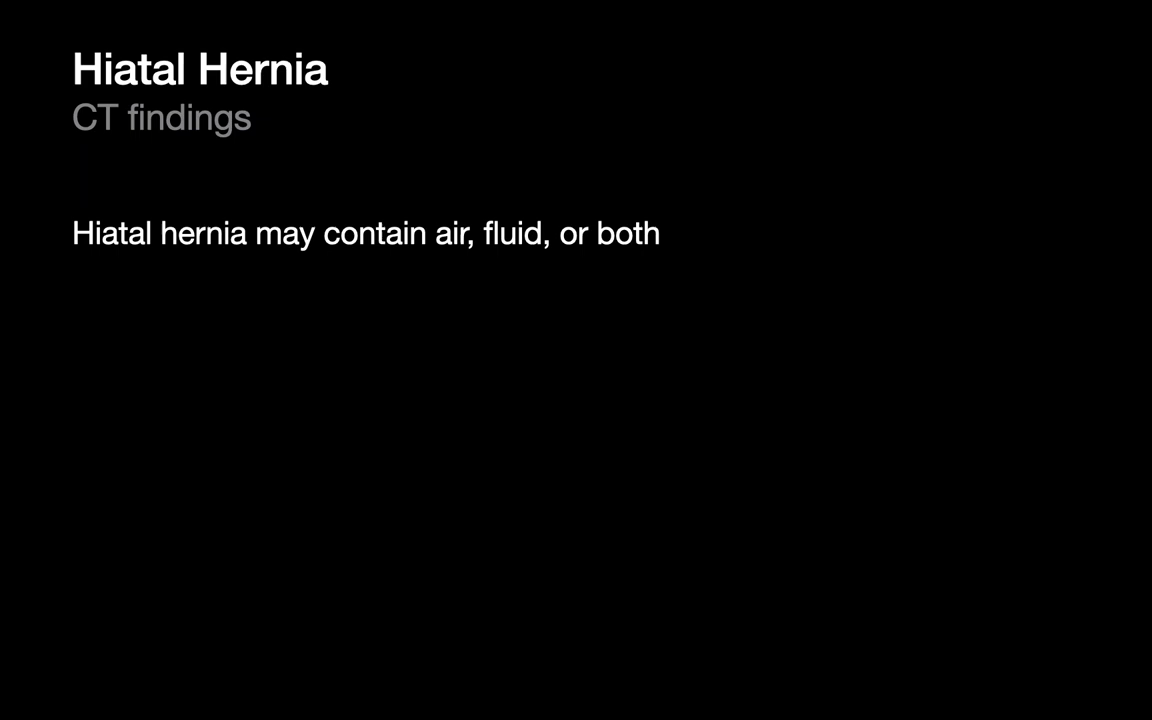 Hiatal Hernia
CT findings
Hiatal hernia may contain air, fluid, or both